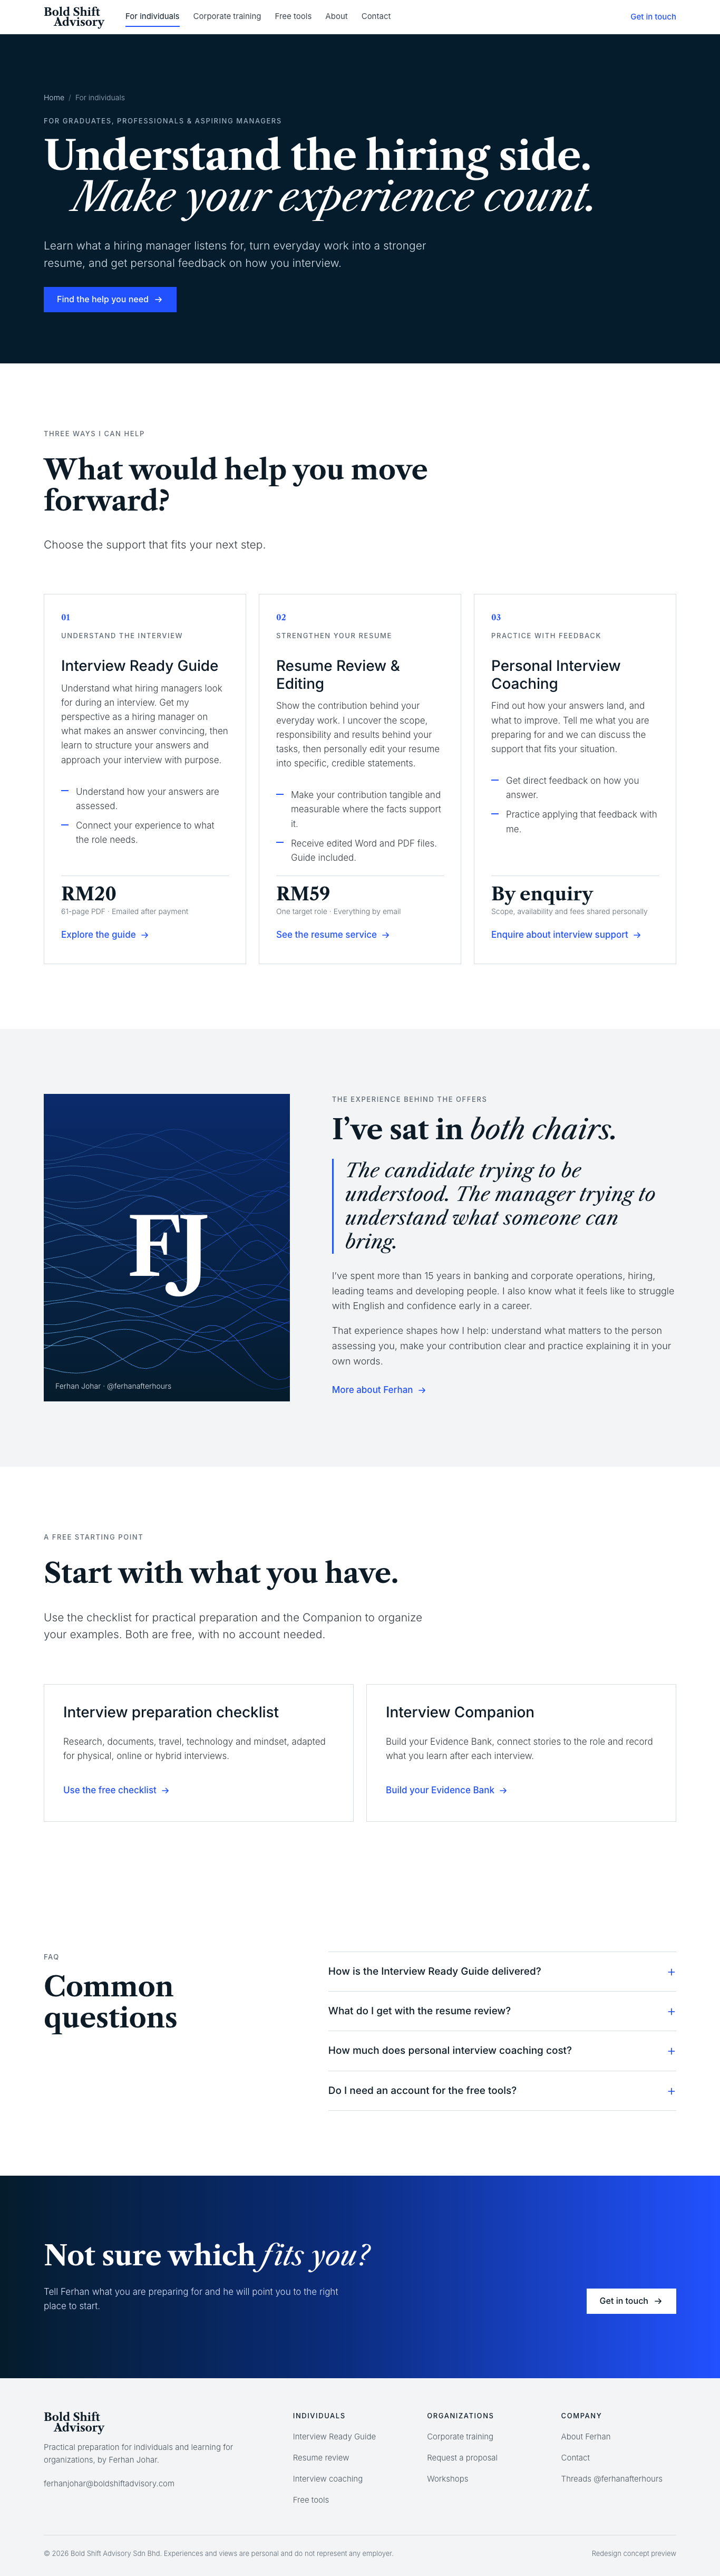 Bold Shift
Advisory
For individuals
Corporate training
Free tools
About
Contact
Get in touch
Home / For individuals
FOR GRADUATES, PROFESSIONALS & ASPIRING MANAGERS
Understand the hiring side.
Make your experience count.
Learn what a hiring manager listens for, turn everyday work into a stronger
resume, and get personal feedback on how you interview.
Find the help you need →
THREE WAYS I CAN HELP
What would help you move
forward?
Choose the support that fits your next step.
01
UNDERSTAND THE INTERVIEW
Interview Ready Guide
Understand what hiring managers look
for during an interview. Get my
perspective as a hiring manager on
what makes an answer convincing, then
learn to structure your answers and
approach your interview with purpose.
Understand how your answers are
assessed.
Connect your experience to what
the role needs.
RM20
61-page PDF · Emailed after payment
Explore the guide →
02
STRENGTHEN YOUR RESUME
Resume Review &
Editing
Show the contribution behind your
everyday work. I uncover the scope,
responsibility and results behind your
tasks, then personally edit your resume
into specific, credible statements.
Make your contribution tangible and
measurable where the facts support
it.
Receive edited Word and PDF files.
Guide included.
RM59
One target role · Everything by email
See the resume service →
03
PRACTICE WITH FEEDBACK
Personal Interview
Coaching
Find out how your answers land, and
what to improve. Tell me what you are
preparing for and we can discuss the
support that fits your situation.
Get direct feedback on how you
answer.
Practice applying that feedback with
me.
By enquiry
Scope, availability and fees shared personally
Enquire about interview support →
FJ
Ferhan Johar · @ferhanafterhours
THE EXPERIENCE BEHIND THE OFFERS
I’ve sat in both chairs.
The candidate trying to be
understood. The manager trying to
understand what someone can
bring.
I’ve spent more than 15 years in banking and corporate operations, hiring,
leading teams and developing people. I also know what it feels like to struggle
with English and confidence early in a career.
That experience shapes how I help: understand what matters to the person
assessing you, make your contribution clear and practice explaining it in your
own words.
More about Ferhan →
A FREE STARTING POINT
Start with what you have.
Use the checklist for practical preparation and the Companion to organize
your examples. Both are free, with no account needed.
Interview preparation checklist
Research, documents, travel, technology and mindset, adapted
for physical, online or hybrid interviews.
Use the free checklist →
Interview Companion
Build your Evidence Bank, connect stories to the role and record
what you learn after each interview.
Build your Evidence Bank →
FAQ
Common
questions
How is the Interview Ready Guide delivered? +
What do I get with the resume review? +
How much does personal interview coaching cost? +
Do I need an account for the free tools? +
Not sure which fits you?
Tell Ferhan what you are preparing for and he will point you to the right
place to start.
Get in touch →
Bold Shift
Advisory
Practical preparation for individuals and learning for
organizations, by Ferhan Johar.
ferhanjohar@boldshiftadvisory.com
INDIVIDUALS
Interview Ready Guide
Resume review
Interview coaching
Free tools
ORGANIZATIONS
Corporate training
Request a proposal
Workshops
COMPANY
About Ferhan
Contact
Threads @ferhanafterhours
© 2026 Bold Shift Advisory Sdn Bhd. Experiences and views are personal and do not represent any employer.
Redesign concept preview